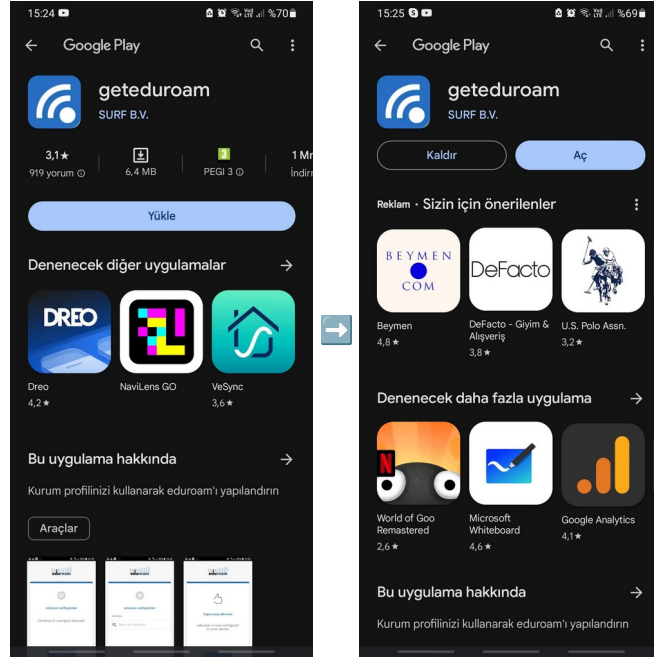 15:24
%70
Google Play
geteduroam
SURF B.V.
3,1★
919 yorum
6,4 MB
3
PEGI 3
1 Mr
İndirr
Yükle
Denenecek diğer uygulamalar
DREO
Dreo
4,2★
NaviLens GO
VeSync
3,6★
Bu uygulama hakkında
Kurum profilinizi kullanarak eduroam'ı yapılandırın
Araçlar
eduroam
eduroam
eduroam
15:25
%69
Google Play
geteduroam
SURF B.V.
Kaldır
Aç
Reklam · Sizin için önerilenler
BEYMEN
COM
DeFacto
Beymen
4,8★
DeFacto - Giyim &
Alışveriş
3,8★
U.S. Polo Assn.
3,2★
Denenecek daha fazla uygulama
N
World of Goo
Remastered
2,6★
Microsoft
Whiteboard
4,6★
Google Analytics
4,1★
Bu uygulama hakkında
Kurum profilinizi kullanarak eduroam'ı yapılandırın